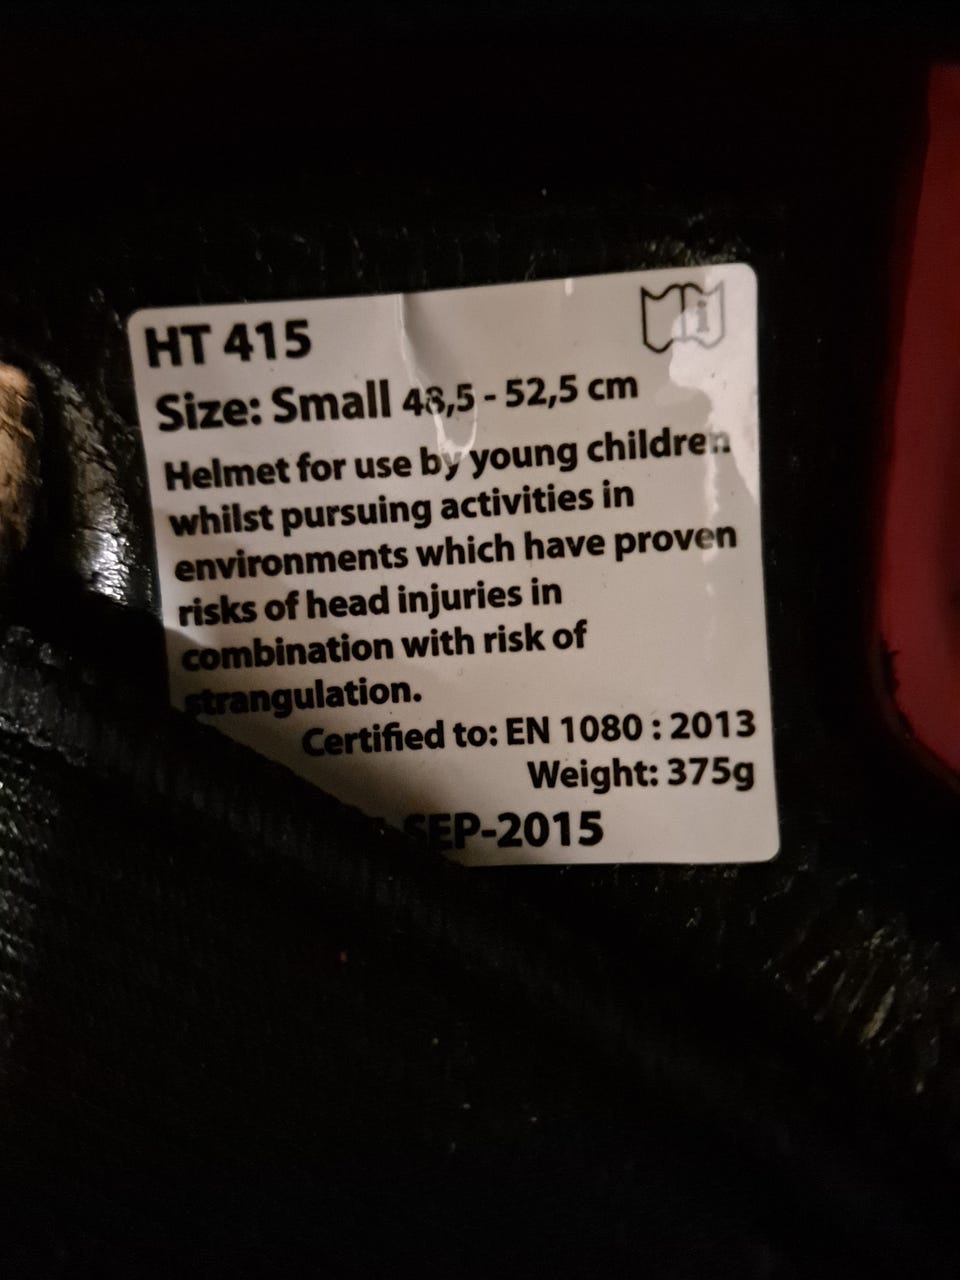 HT 415
i
Size: Small 48,5 - 52,5 cm
Helmet for use by young children
whilst pursuing activities in
environments which have proven
risks of head injuries in
combination with risk of
strangulation.
Certified to: EN 1080 : 2013
Weight: 375g
SEP-2015